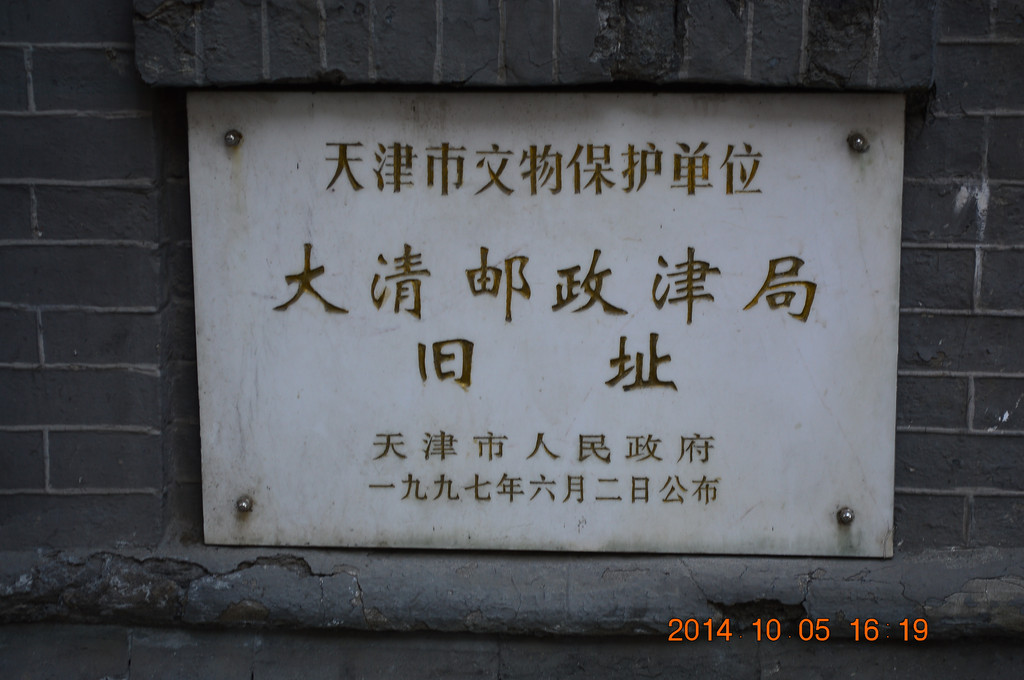 天津市文物保护单位
大清邮政津局
旧址
天津市人民政府
一九九七年六月二日公布
2014 10 05 16 19